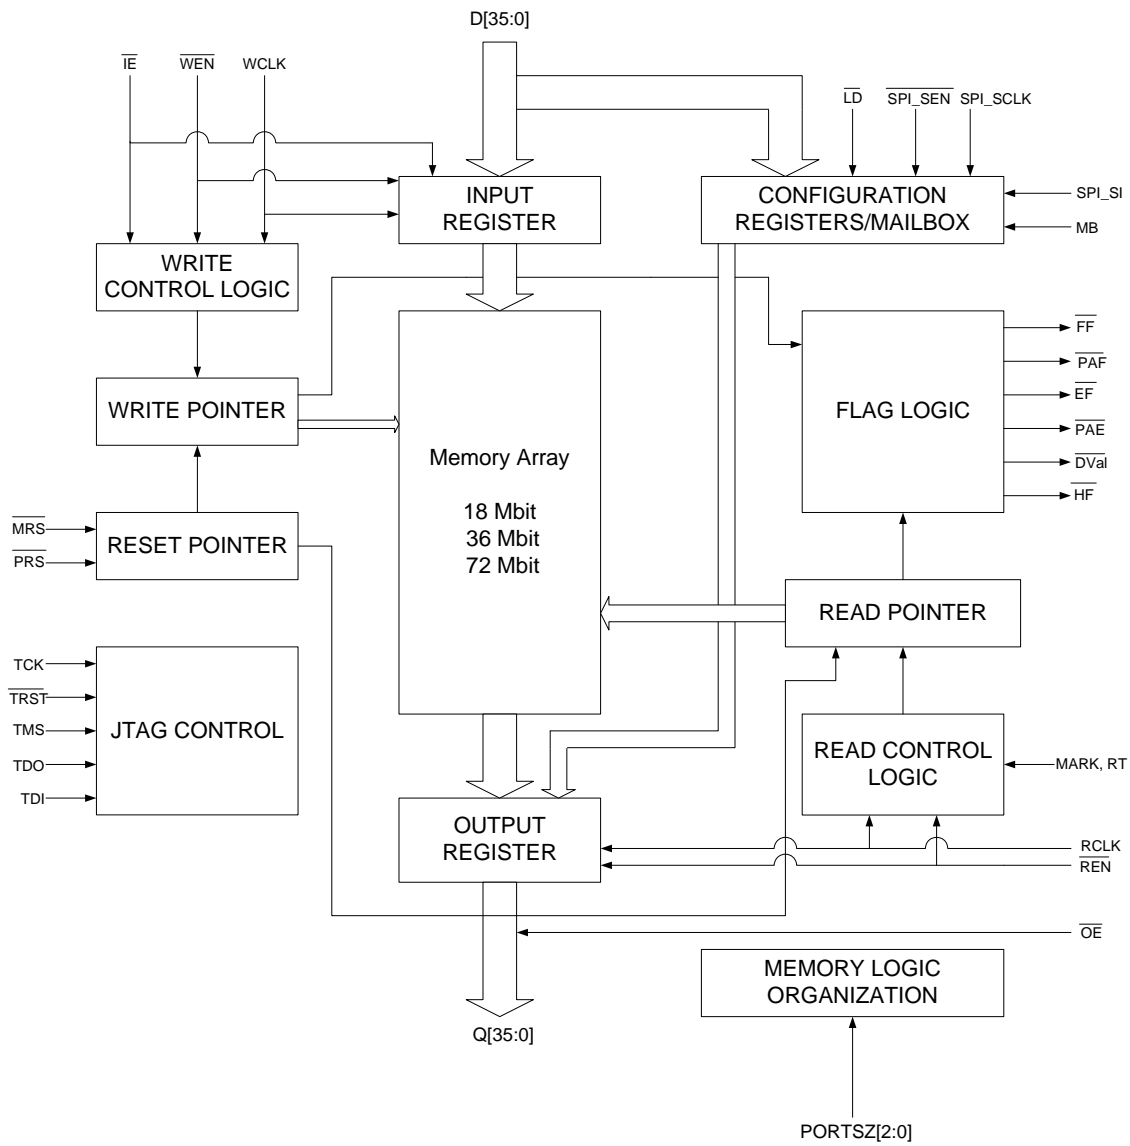 D[35:0]
IE
WEN
WCLK
LD
SPI_SEN
SPI_SCLK
INPUT
REGISTER
CONFIGURATION
REGISTERS/MAILBOX
SPI_SI
MB
WRITE
CONTROL LOGIC
WRITE POINTER
Memory Array
18 Mbit
36 Mbit
72 Mbit
FLAG LOGIC
FF
PAF
EF
PAE
DVal
HF
MRS
PRS
RESET POINTER
READ POINTER
TCK
TRST
TMS
TDO
TDI
JTAG CONTROL
READ CONTROL
LOGIC
MARK, RT
OUTPUT
REGISTER
RCLK
REN
OE
MEMORY LOGIC
ORGANIZATION
Q[35:0]
PORTSZ[2:0]